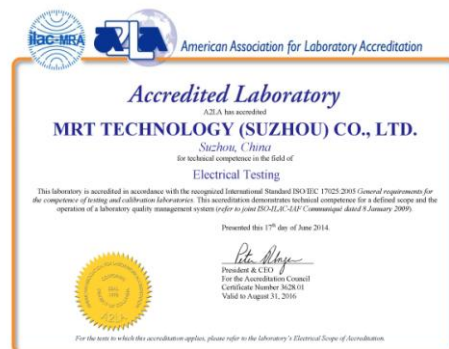 ilac-MRA
A2LA
American Association for Laboratory Accreditation
Accredited Laboratory
A2LA has accredited
MRT TECHNOLOGY (SUZHOU) CO., LTD.
Suzhou, China
for technical competence in the field of
Electrical Testing
This laboratory is accredited in accordance with the recognized International Standard ISO/IEC 17025:2005 General requirements for
the competence of testing and calibration laboratories. This accreditation demonstrates technical competence for a defined scope and the
operation of a laboratory quality management system (refer to joint ISO-ILAC-IAF Communiqué dated 8 January 2009).
Presented this 17th day of June 2014.
President & CEO
For the Accreditation Council
Certificate Number 3628.01
Valid to August 31, 2016
A2LA
For the tests to which this accreditation applies, please refer to the laboratory's Electrical Scope of Accreditation.